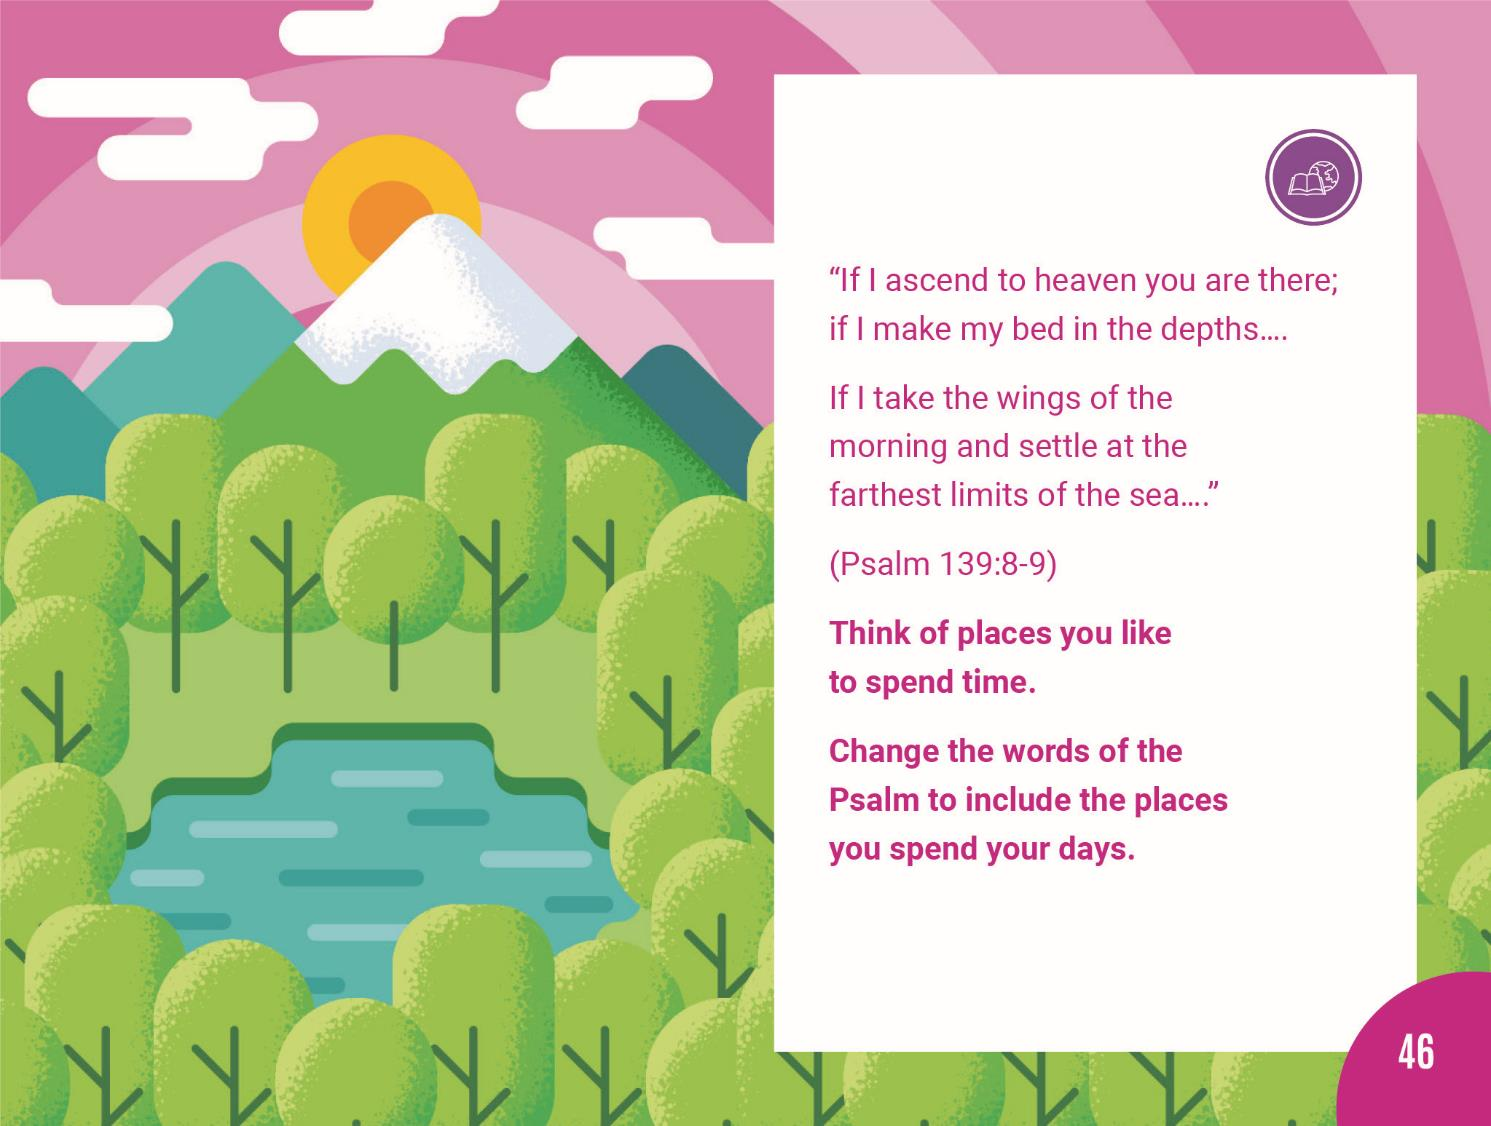 “If I ascend to heaven you are there;
if I make my bed in the depths....
If I take the wings of the
morning and settle at the
farthest limits of the sea....”
(Psalm 139:8-9)
Think of places you like
to spend time.
Change the words of the
Psalm to include the places
you spend your days.
46